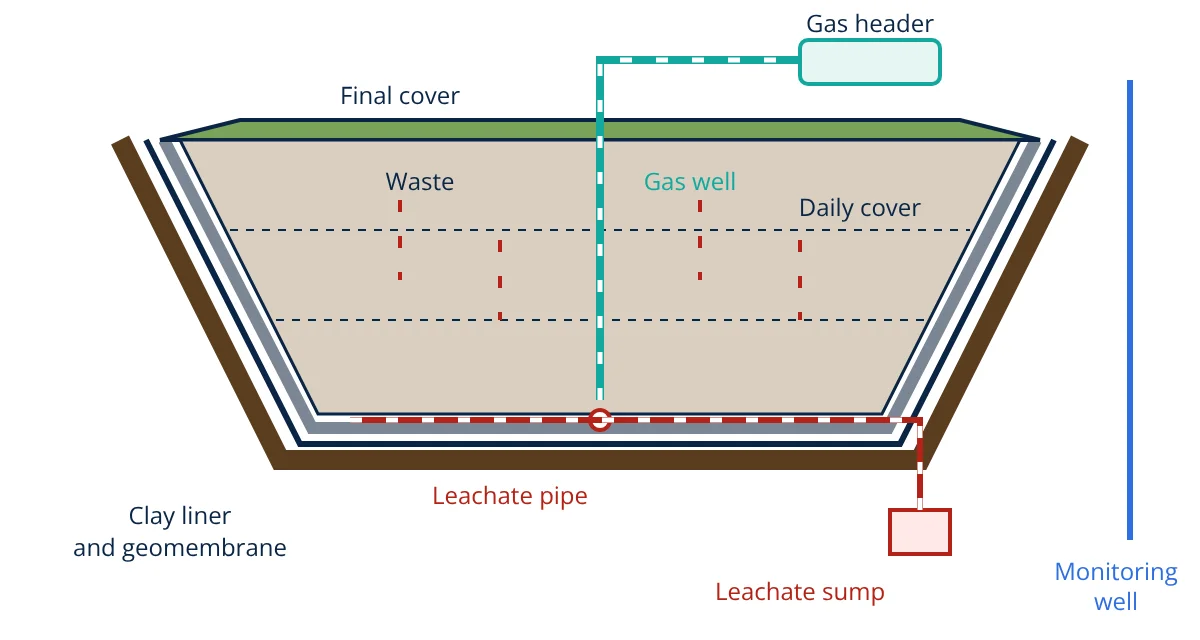 Gas header
Final cover
Waste
Gas well
Daily cover
Leachate pipe
Clay liner
and geomembrane
Leachate sump
Monitoring
well